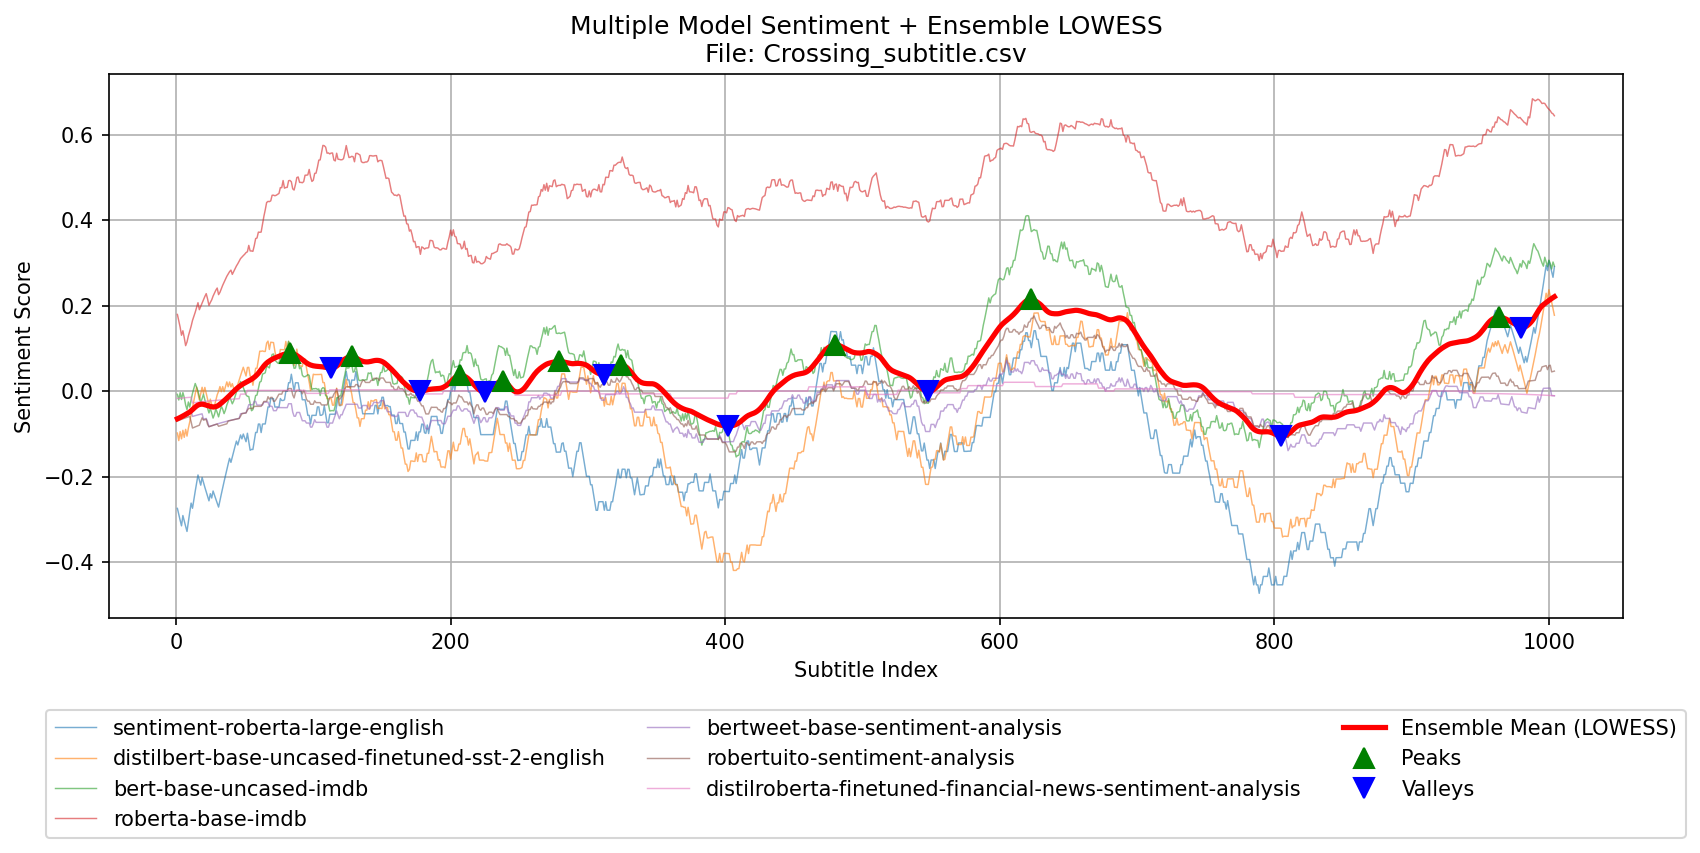 Multiple Model Sentiment + Ensemble LOWESS
File: Crossing_subtitle.csv
Sentiment Score
0.6
0.4
0.2
0.0
−0.2
−0.4
0
200
400
600
800
1000
Subtitle Index
sentiment-roberta-large-english
distilbert-base-uncased-finetuned-sst-2-english
bert-base-uncased-imdb
roberta-base-imdb
bertweet-base-sentiment-analysis
robertuito-sentiment-analysis
distilroberta-finetuned-financial-news-sentiment-analysis
Ensemble Mean (LOWESS)
Peaks
Valleys